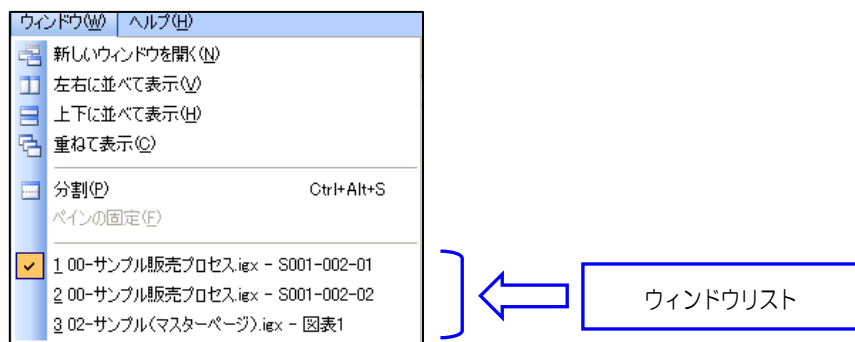 ウィンドウ(W) ヘルプ(H)
新しいウィンドウを開く(N)
左右に並べて表示(V)
上下に並べて表示(H)
重ねて表示(C)
分割(P) Ctrl+Alt+S
ペインの固定(F)
1 00-サンプル販売プロセス.igx - S001-002-01
2 00-サンプル販売プロセス.igx - S001-002-02
3 02-サンプル(マスターページ).igx - 図表1
ウィンドウリスト